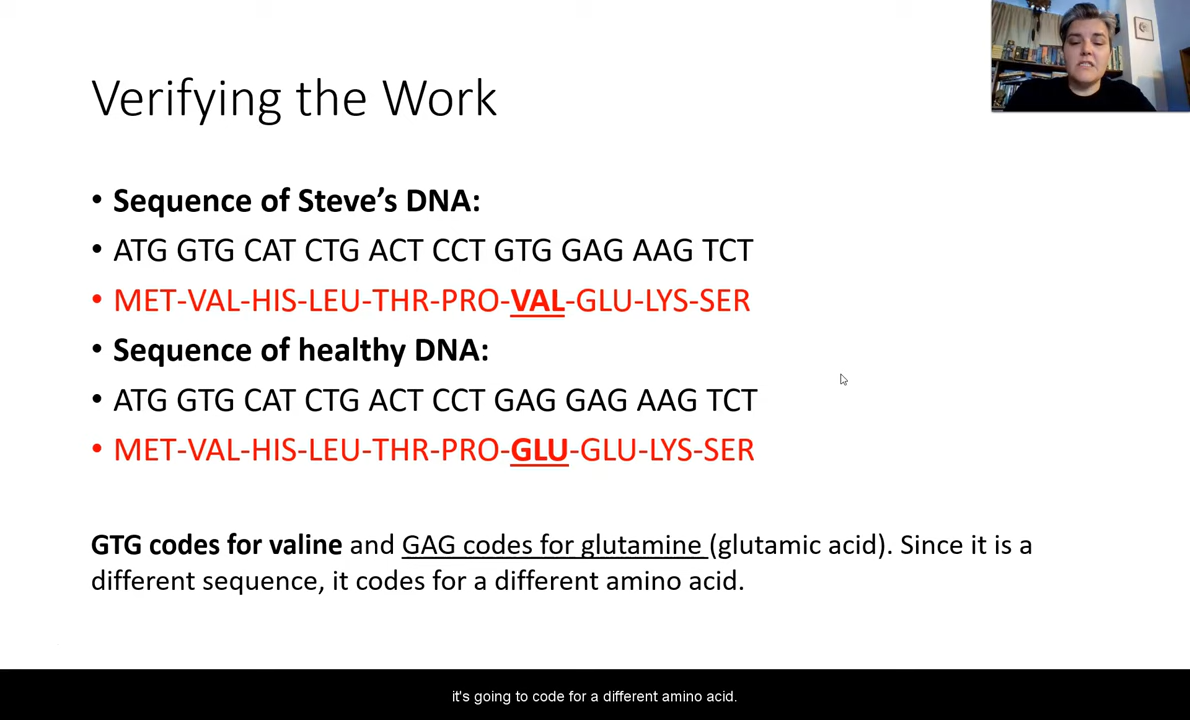 Verifying the Work
• Sequence of Steve’s DNA:
• ATG GTG CAT CTG ACT CCT GTG GAG AAG TCT
• MET-VAL-HIS-LEU-THR-PRO-VAL-GLU-LYS-SER
• Sequence of healthy DNA:
• ATG GTG CAT CTG ACT CCT GAG GAG AAG TCT
• MET-VAL-HIS-LEU-THR-PRO-GLU-GLU-LYS-SER
GTG codes for valine and GAG codes for glutamine (glutamic acid). Since it is a
different sequence, it codes for a different amino acid.
it's going to code for a different amino acid.